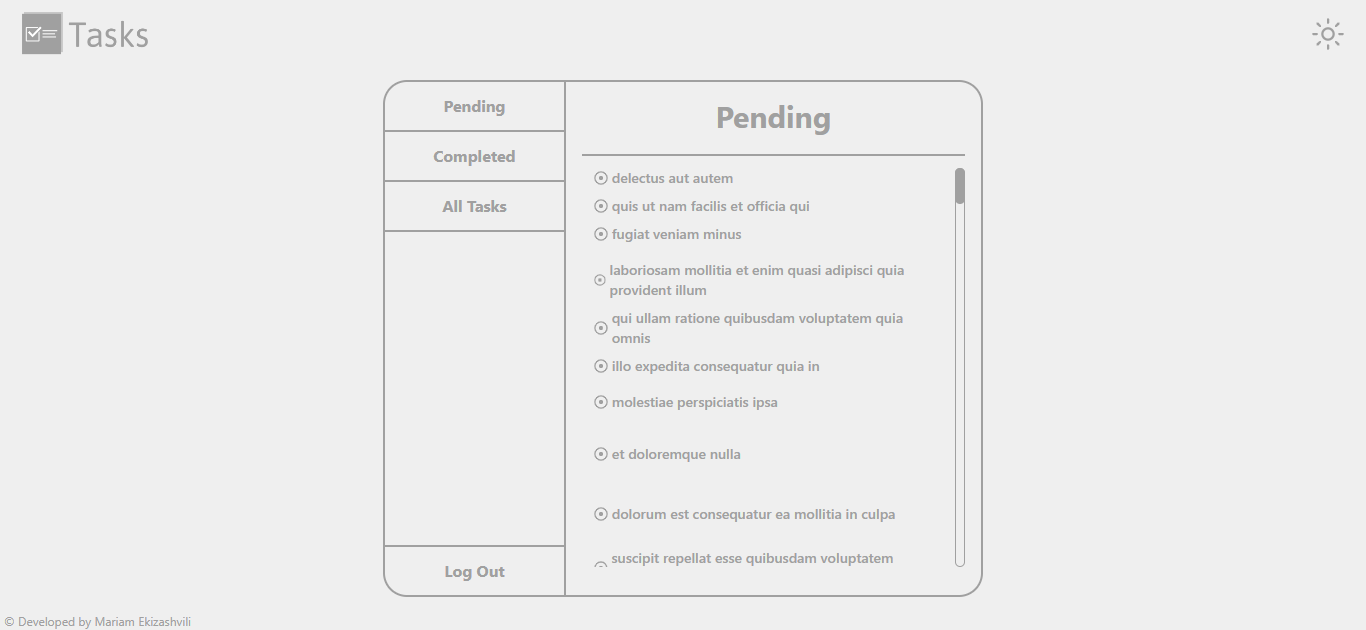 Tasks
Pending
Completed
All Tasks
Log Out
Pending
delectus aut autem
quis ut nam facilis et officia qui
fugiat veniam minus
laboriosam mollitia et enim quasi adipisci quia
provident illum
qui ullam ratione quibusdam voluptatem quia
omnis
illo expedita consequatur quia in
molestiae perspiciatis ipsa
et doloremque nulla
dolorum est consequatur ea mollitia in culpa
suscipit repellat esse quibusdam voluptatem
© Developed by Mariam Ekizashvili